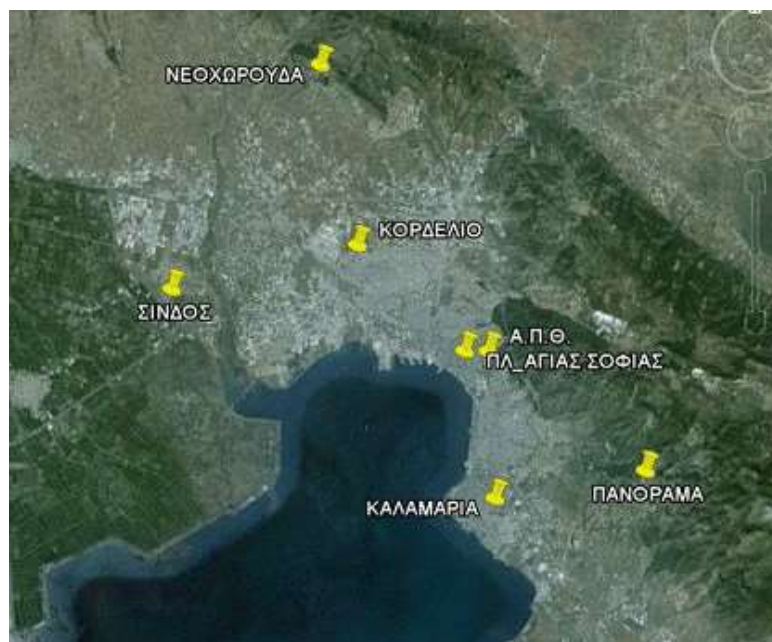 ΝΕΟΧΩΡΟΥΔΑ
ΚΟΡΔΕΛΙΟ
ΣΙΝΔΟΣ
Α.Π.Θ.
ΠΛ_ΑΓΙΑΣ ΣΟΦΙΑΣ
ΠΑΝΟΡΑΜΑ
ΚΑΛΑΜΑΡΙΑ